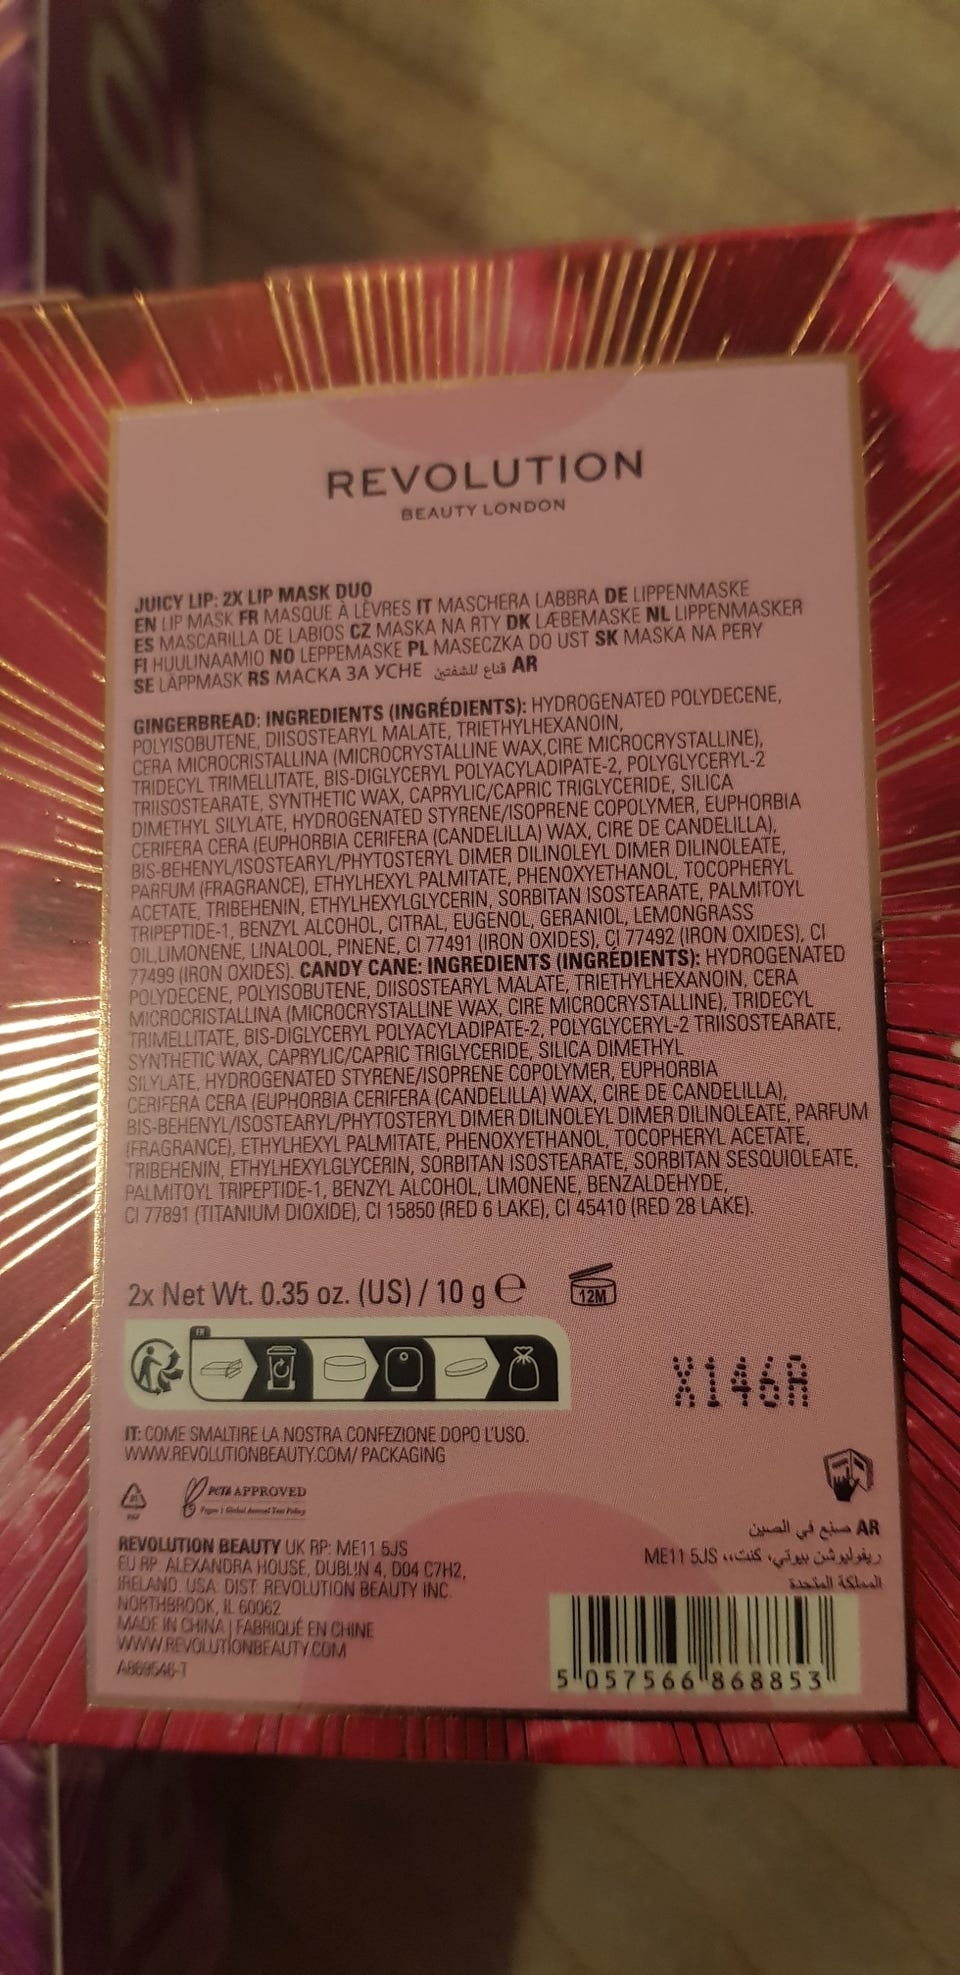 REVOLUTION
BEAUTY LONDON
JUICY LIP: 2X LIP MASK DUO
EN LIP MASK FR MASQUE À LÈVRES IT MASCHERA LABBRA DE LIPPENMASKE
ES MASCARILLA DE LABIOS CZ MASKA NA RTY DK LÆBEMASKE NL LIPPENMASKER
FI HUULINAAMIO NO LEPPEMASKE PL MASECZKA DO UST SK MASKA NA PERY
SE LÄPPMASK RS МАСКА ЗА УСНЕ قناع للشفتين AR
GINGERBREAD: INGREDIENTS (INGRÉDIENTS): HYDROGENATED POLYDECENE,
POLYISOBUTENE, DIISOSTEARYL MALATE, TRIETHYLHEXANOIN,
CERA MICROCRISTALLINA (MICROCRYSTALLINE WAX,CIRE MICROCRYSTALLINE),
TRIDECYL TRIMELLITATE, BIS-DIGLYCERYL POLYACYLADIPATE-2, POLYGLYCERYL-2
TRIISOSTEARATE, SYNTHETIC WAX, CAPRYLIC/CAPRIC TRIGLYCERIDE, SILICA
DIMETHYL SILYLATE, HYDROGENATED STYRENE/ISOPRENE COPOLYMER, EUPHORBIA
CERIFERA CERA (EUPHORBIA CERIFERA (CANDELILLA) WAX, CIRE DE CANDELILLA),
BIS-BEHENYL/ISOSTEARYL/PHYTOSTERYL DIMER DILINOLEYL DIMER DILINOLEATE,
PARFUM (FRAGRANCE), ETHYLHEXYL PALMITATE, PHENOXYETHANOL, TOCOPHERYL
ACETATE, TRIBEHENIN, ETHYLHEXYLGLYCERIN, SORBITAN ISOSTEARATE, PALMITOYL
TRIPEPTIDE-1, BENZYL ALCOHOL, CITRAL, EUGENOL, GERANIOL, LEMONGRASS
OIL,LIMONENE, LINALOOL, PINENE, CI 77491 (IRON OXIDES), CI 77492 (IRON OXIDES), CI
77499 (IRON OXIDES). CANDY CANE: INGREDIENTS (INGRÉDIENTS): HYDROGENATED
POLYDECENE, POLYISOBUTENE, DIISOSTEARYL MALATE, TRIETHYLHEXANOIN, CERA
MICROCRISTALLINA (MICROCRYSTALLINE WAX, CIRE MICROCRYSTALLINE), TRIDECYL
TRIMELLITATE, BIS-DIGLYCERYL POLYACYLADIPATE-2, POLYGLYCERYL-2 TRIISOSTEARATE,
SYNTHETIC WAX, CAPRYLIC/CAPRIC TRIGLYCERIDE, SILICA DIMETHYL
SILYLATE, HYDROGENATED STYRENE/ISOPRENE COPOLYMER, EUPHORBIA
CERIFERA CERA (EUPHORBIA CERIFERA (CANDELILLA) WAX, CIRE DE CANDELILLA),
BIS-BEHENYL/ISOSTEARYL/PHYTOSTERYL DIMER DILINOLEYL DIMER DILINOLEATE, PARFUM
(FRAGRANCE), ETHYLHEXYL PALMITATE, PHENOXYETHANOL, TOCOPHERYL ACETATE,
TRIBEHENIN, ETHYLHEXYLGLYCERIN, SORBITAN ISOSTEARATE, SORBITAN SESQUIOLEATE,
PALMITOYL TRIPEPTIDE-1, BENZYL ALCOHOL, LIMONENE, BENZALDEHYDE,
CI 77891 (TITANIUM DIOXIDE), CI 15850 (RED 6 LAKE), CI 45410 (RED 28 LAKE).
2x Net Wt. 0.35 oz. (US) / 10 g e 12M
FR
X146A
IT: COME SMALTIRE LA NOSTRA CONFEZIONE DOPO L'USO.
WWW.REVOLUTIONBEAUTY.COM/ PACKAGING
PAP
PETA APPROVED
Vegan | Global Animal Test Policy
REVOLUTION BEAUTY UK RP: ME11 5JS
EU RP. ALEXANDRA HOUSE, DUBLIN 4, D04 C7H2,
IRELAND. USA: DIST REVOLUTION BEAUTY INC.
NORTHBROOK, IL 60062
MADE IN CHINA | FABRIQUÉ EN CHINE
WWW.REVOLUTIONBEAUTY.COM
A869546-T
AR صنع في الصين
ريفوليوشن بيوتي، كنت، ME11 5JS
المملكة المتحدة
5 057566 868853